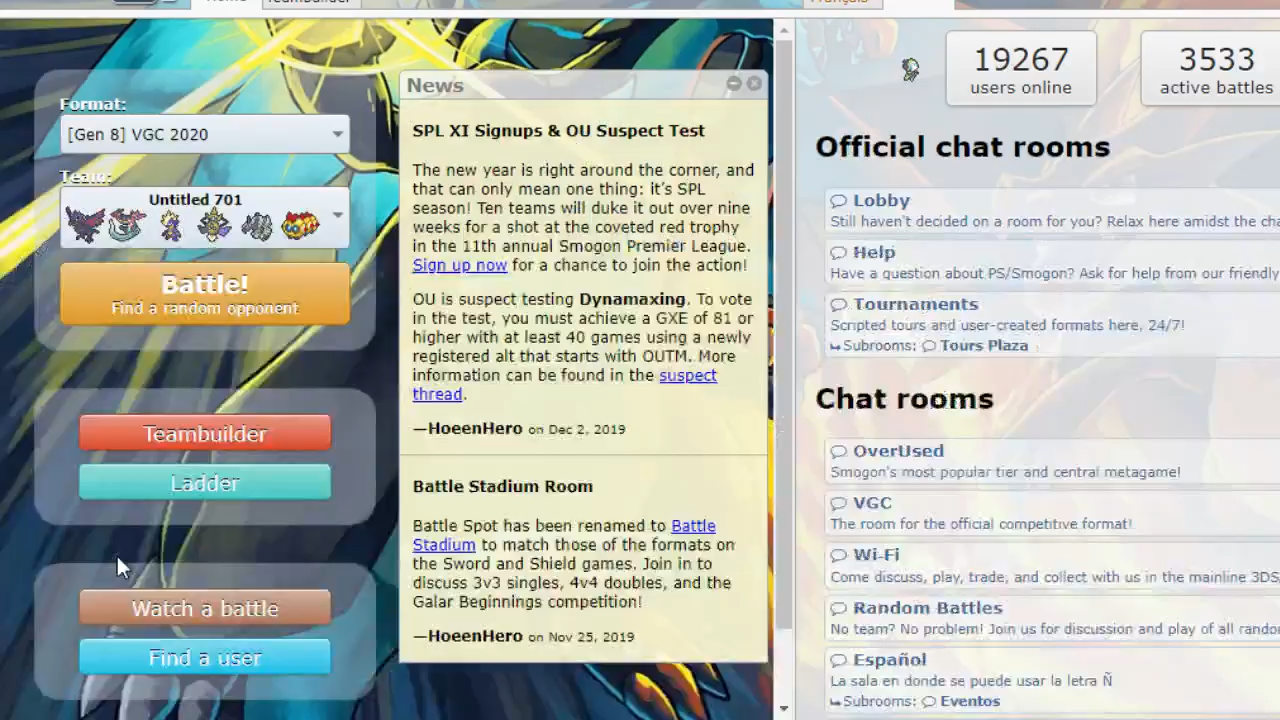 Home
Teambuilder
Français
Format:
[Gen 8] VGC 2020
Team:
Untitled 701
Battle!
Find a random opponent
Teambuilder
Ladder
Watch a battle
Find a user
News
SPL XI Signups & OU Suspect Test
The new year is right around the corner, and
that can only mean one thing: it's SPL
season! Ten teams will duke it out over nine
weeks for a shot at the coveted red trophy
in the 11th annual Smogon Premier League.
Sign up now for a chance to join the action!
OU is suspect testing Dynamaxing. To vote
in the test, you must achieve a GXE of 81 or
higher with at least 40 games using a newly
registered alt that starts with OUTM. More
information can be found in the suspect
thread.
—HoeenHero on Dec 2, 2019
Battle Stadium Room
Battle Spot has been renamed to Battle
Stadium to match those of the formats on
the Sword and Shield games. Join in to
discuss 3v3 singles, 4v4 doubles, and the
Galar Beginnings competition!
—HoeenHero on Nov 25, 2019
19267
users online
3533
active battles
Official chat rooms
Lobby
Still haven't decided on a room for you? Relax here amidst the cha
Help
Have a question about PS/Smogon? Ask for help from our friendly
Tournaments
Scripted tours and user-created formats here, 24/7!
Subrooms: Tours Plaza
Chat rooms
OverUsed
Smogon's most popular tier and central metagame!
VGC
The room for the official competitive format!
Wi-Fi
Come discuss, play, trade, and collect with us in the mainline 3DS,
Random Battles
No team? No problem! Join us for discussion and play of all rando
Español
La sala en donde se puede usar la letra Ñ
Subrooms: Eventos